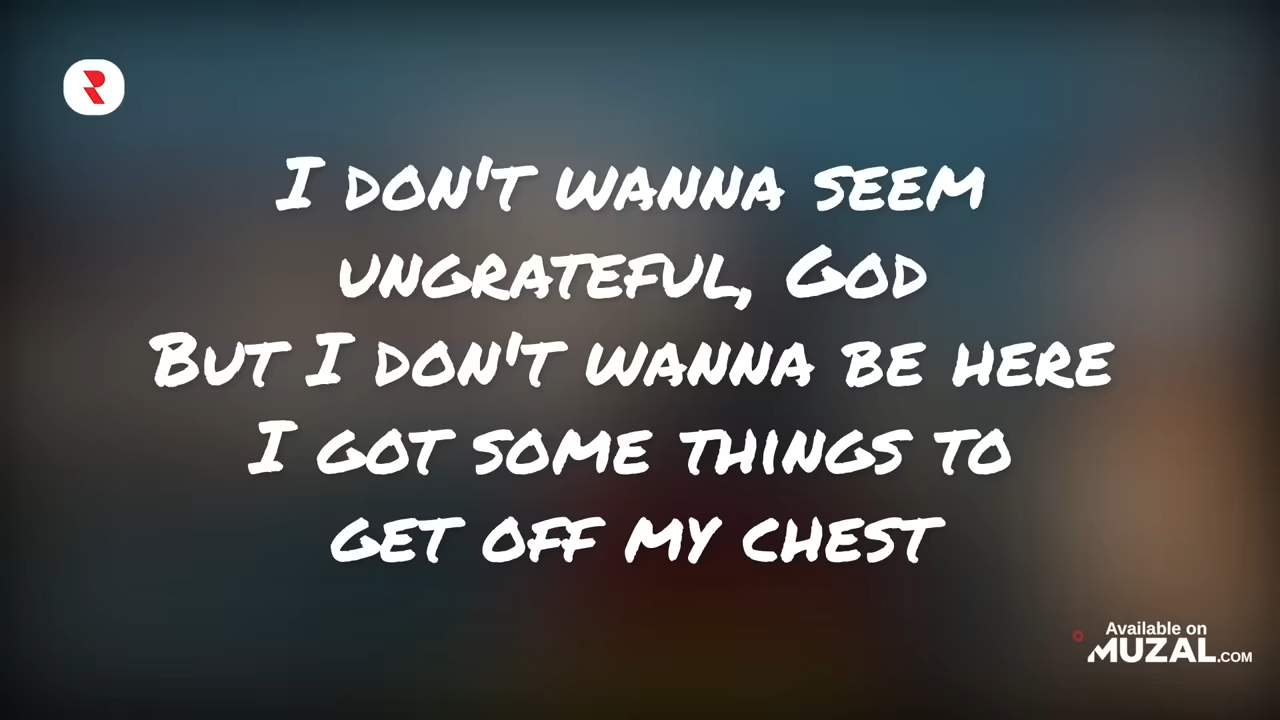 I don't wanna seem
ungrateful, God
But I don't wanna be here
I got some things to
get off my chest
Available on
MUZAL.COM